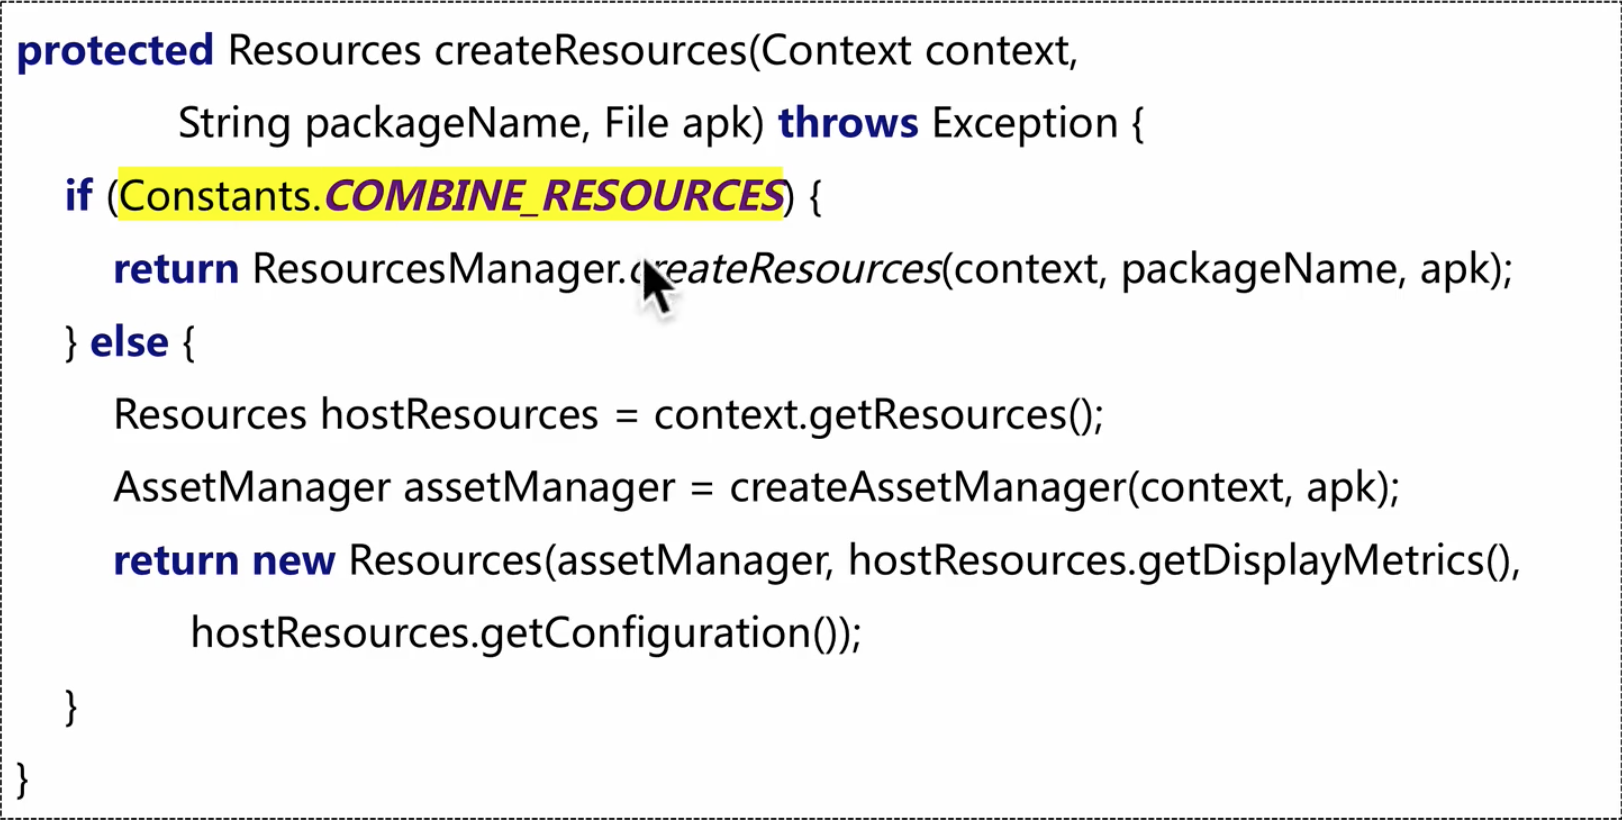 protected Resources createResources(Context context,
String packageName, File apk) throws Exception {
if (Constants.COMBINE_RESOURCES) {
return ResourcesManager.createResources(context, packageName, apk);
} else {
Resources hostResources = context.getResources();
AssetManager assetManager = createAssetManager(context, apk);
return new Resources(assetManager, hostResources.getDisplayMetrics(),
hostResources.getConfiguration());
}
}